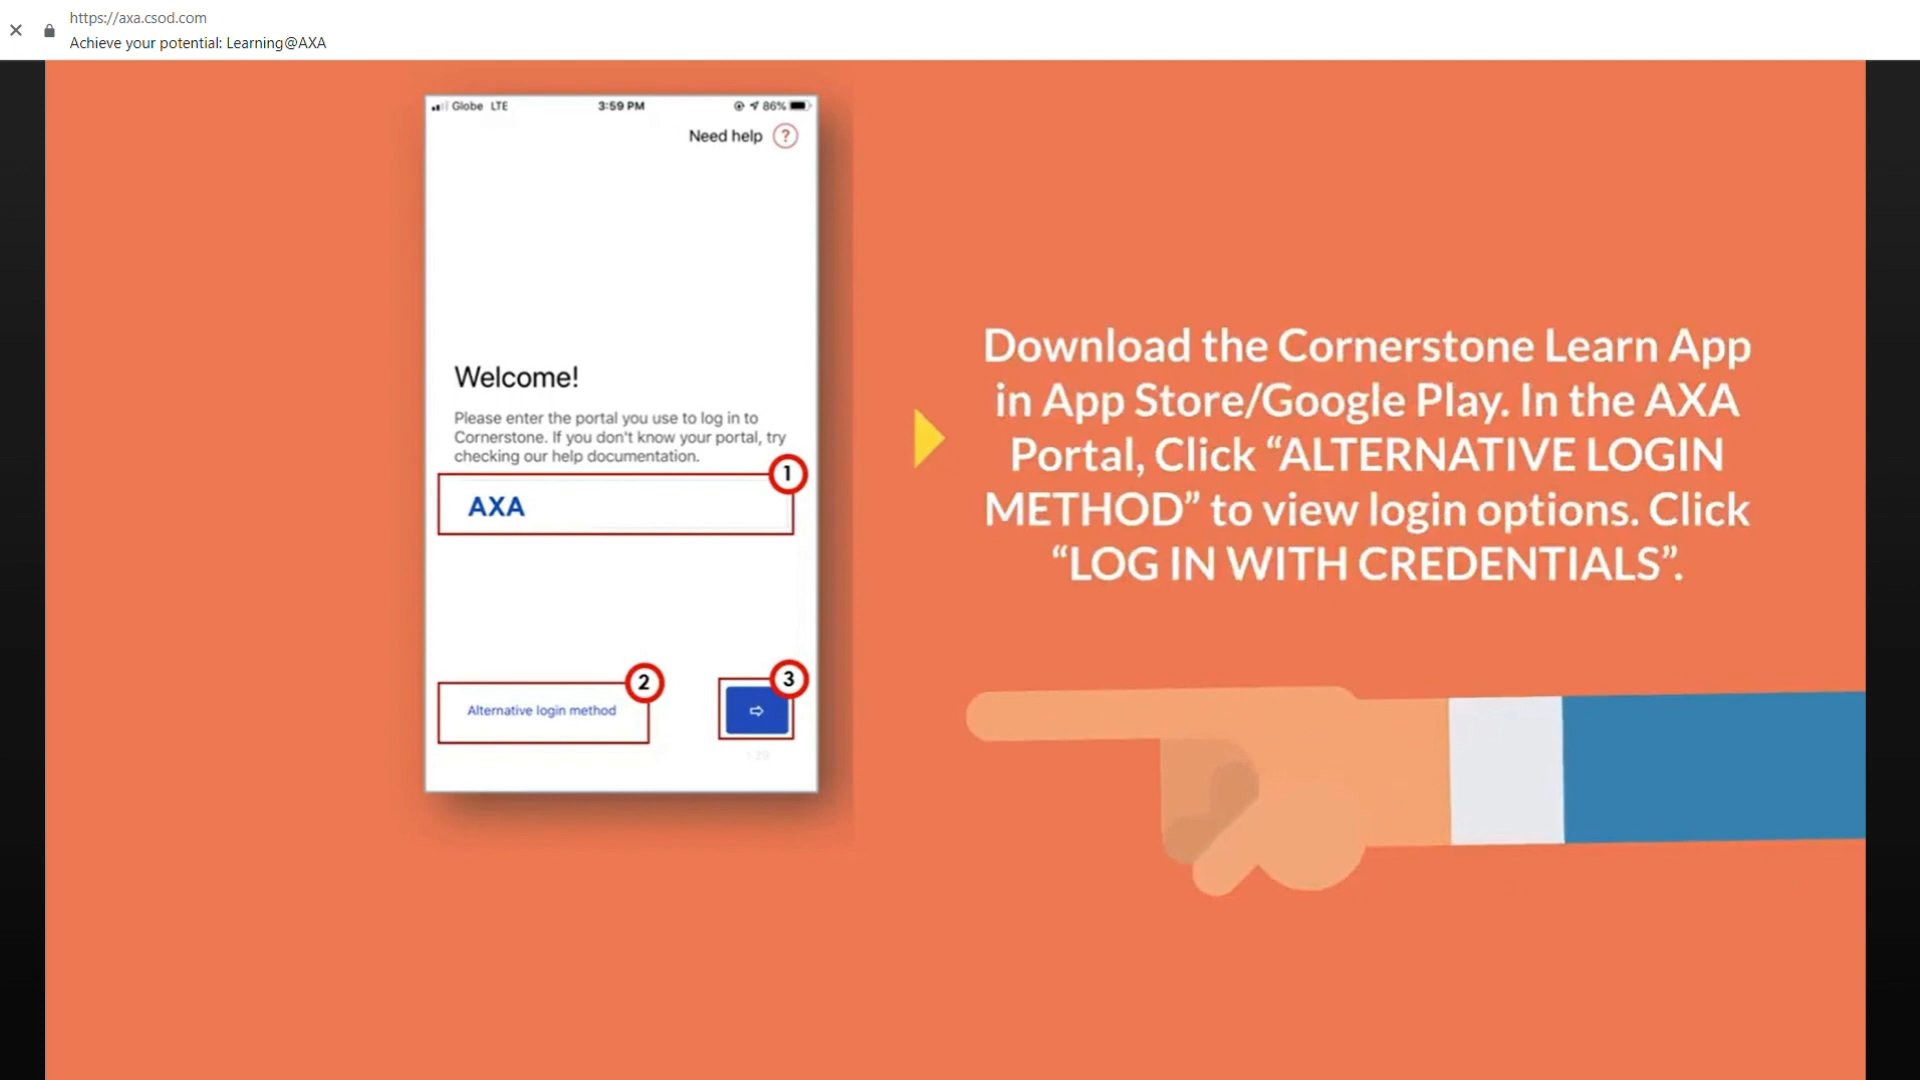 https://axa.csod.com
Achieve your potential: Learning@AXA
Globe LTE
3:59 PM
86%
Need help ?
Welcome!
Please enter the portal you use to log in to
Cornerstone. If you don't know your portal, try
checking our help documentation.
1
AXA
2
Alternative login method
3
1.29
Download the Cornerstone Learn App
in App Store/Google Play. In the AXA
Portal, Click “ALTERNATIVE LOGIN
METHOD” to view login options. Click
“LOG IN WITH CREDENTIALS”.